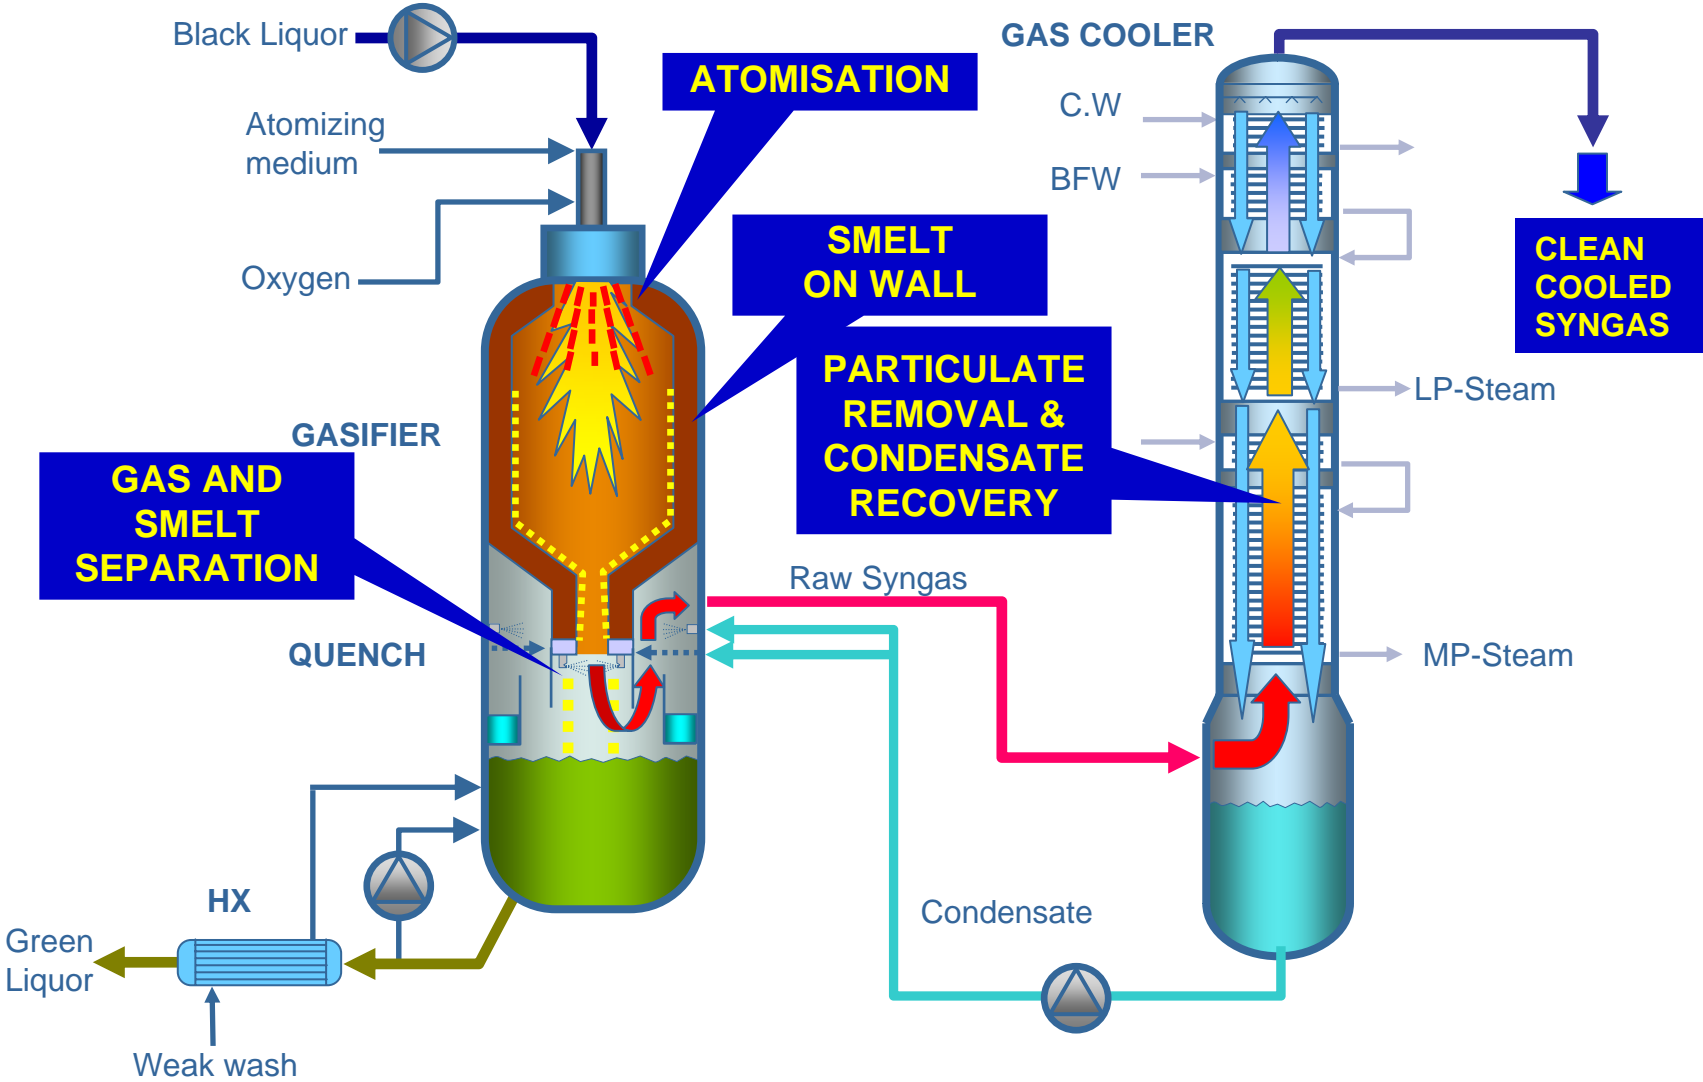 Black Liquor
GAS COOLER
ATOMISATION
C.W
Atomizing
medium
BFW
Oxygen
SMELT
ON WALL
CLEAN
COOLED
SYNGAS
PARTICULATE
REMOVAL &
CONDENSATE
RECOVERY
LP-Steam
GASIFIER
GAS AND
SMELT
SEPARATION
Raw Syngas
QUENCH
MP-Steam
HX
Condensate
Green
Liquor
Weak wash